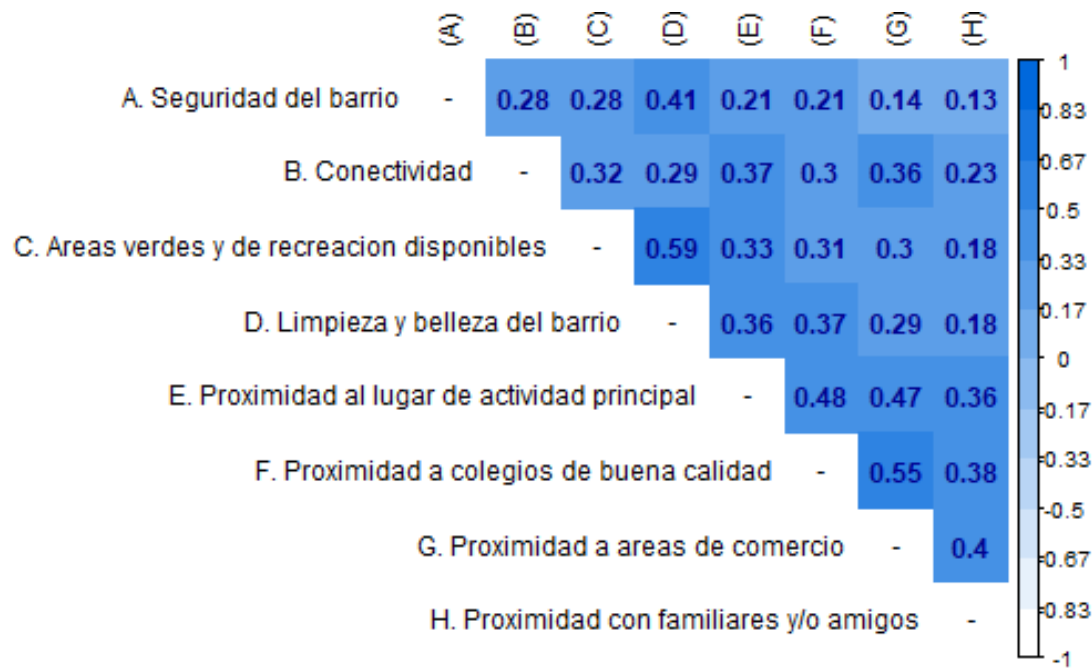 (A) (B) (C) (D) (E) (F) (G) (H)
A. Seguridad del barrio - 0.28 0.28 0.41 0.21 0.21 0.14 0.13
B. Conectividad - 0.32 0.29 0.37 0.3 0.36 0.23
C. Areas verdes y de recreacion disponibles - 0.59 0.33 0.31 0.3 0.18
D. Limpieza y belleza del barrio - 0.36 0.37 0.29 0.18
E. Proximidad al lugar de actividad principal - 0.48 0.47 0.36
F. Proximidad a colegios de buena calidad - 0.55 0.38
G. Proximidad a areas de comercio - 0.4
H. Proximidad con familiares y/o amigos -
1
0.83
0.67
0.5
0.33
0.17
0
-0.17
-0.33
-0.5
-0.67
-0.83
-1